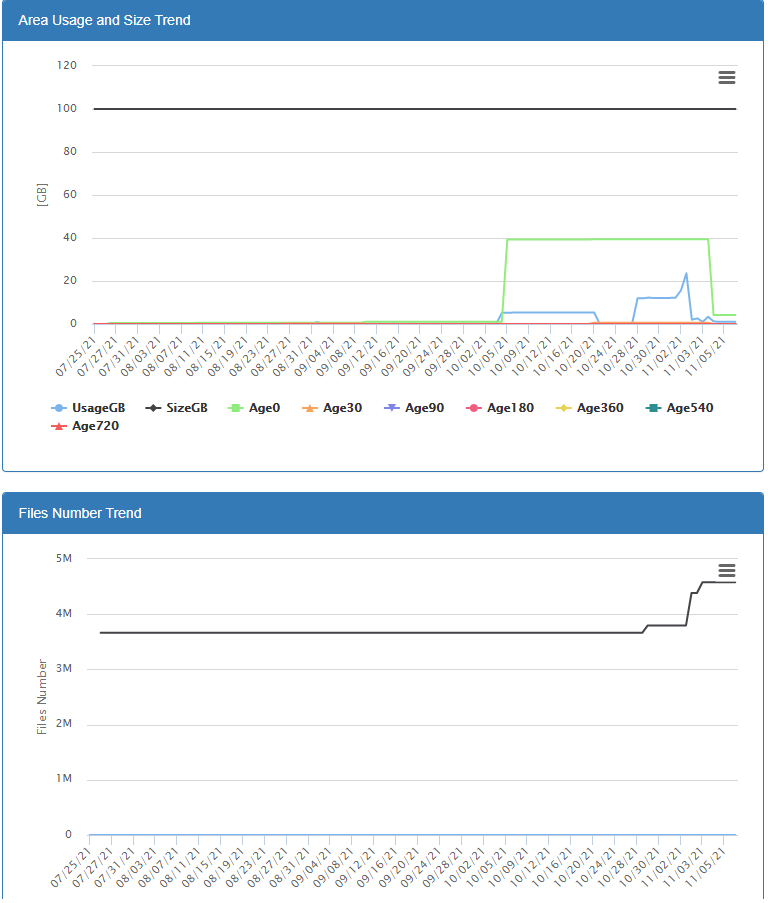 Area Usage and Size Trend
120
100
80
60
40
20
0
[GB]
07/25/21 07/27/21 07/31/21 08/03/21 08/07/21 08/11/21 08/15/21 08/19/21 08/23/21 08/27/21 08/31/21 09/04/21 09/08/21 09/12/21 09/16/21 09/20/21 09/24/21 09/28/21 10/02/21 10/05/21 10/09/21 10/12/21 10/16/21 10/20/21 10/24/21 10/28/21 10/30/21 11/02/21 11/03/21 11/05/21
UsageGB SizeGB Age0 Age30 Age90 Age180 Age360 Age540
Age720
Files Number Trend
5M
4M
3M
2M
1M
0
Files Number
07/25/21 07/27/21 07/31/21 08/03/21 08/07/21 08/11/21 08/15/21 08/19/21 08/23/21 08/27/21 08/31/21 09/04/21 09/08/21 09/12/21 09/16/21 09/20/21 09/24/21 09/28/21 10/02/21 10/05/21 10/09/21 10/12/21 10/16/21 10/20/21 10/24/21 10/28/21 10/30/21 11/02/21 11/03/21 11/05/21